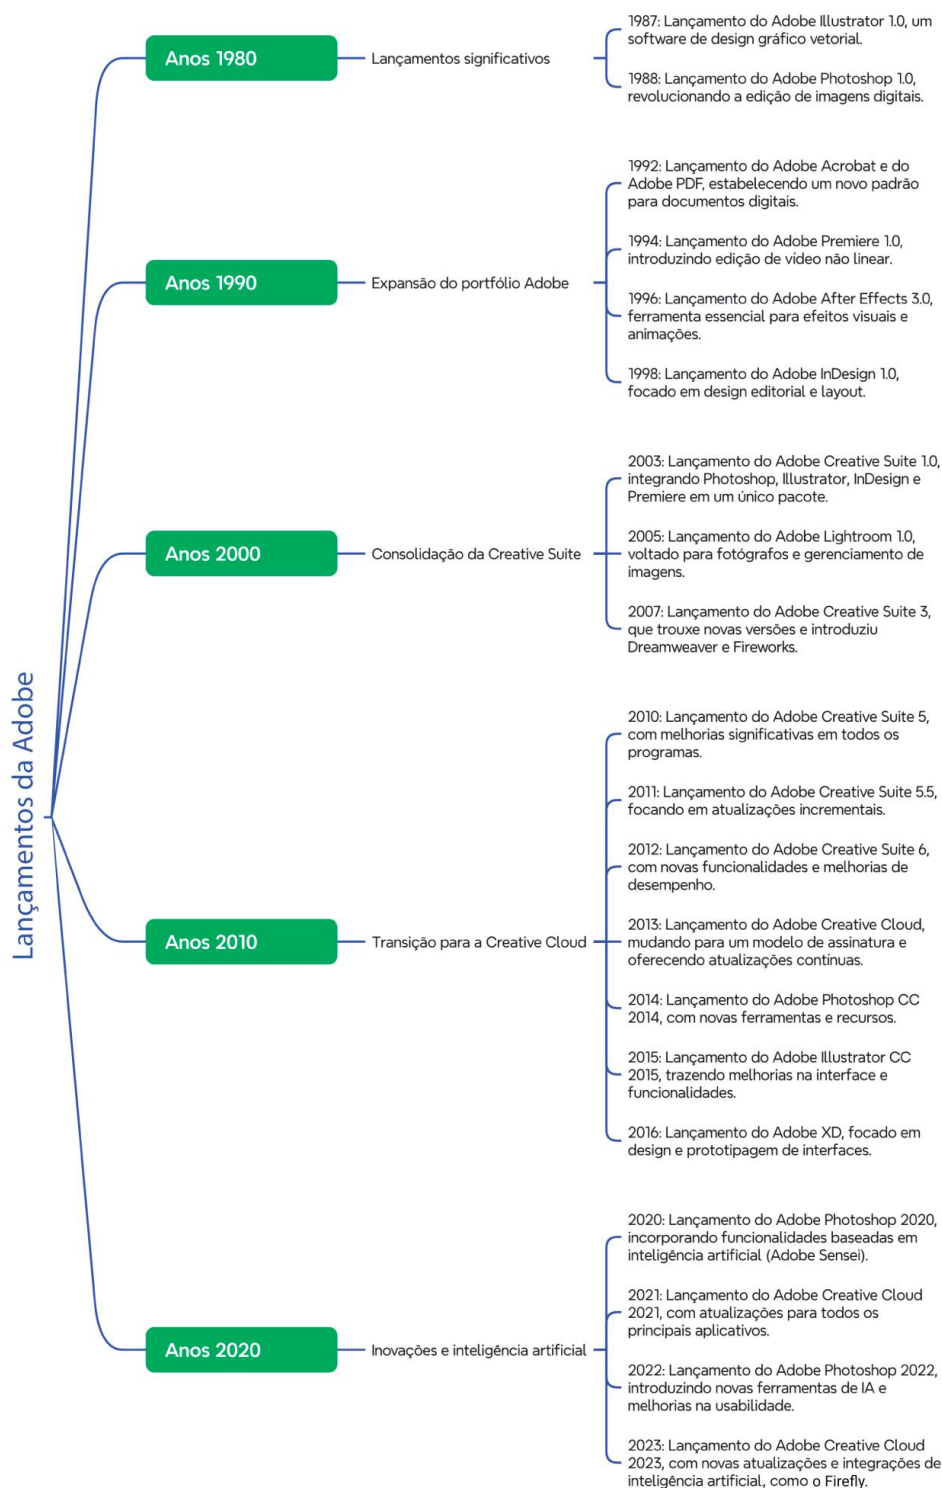 Lançamentos da Adobe
Anos 1980
Lançamentos significativos
1987: Lançamento do Adobe Illustrator 1.0, um
software de design gráfico vetorial.
1988: Lançamento do Adobe Photoshop 1.0,
revolucionando a edição de imagens digitais.
Anos 1990
Expansão do portfólio Adobe
1992: Lançamento do Adobe Acrobat e do
Adobe PDF, estabelecendo um novo padrão
para documentos digitais.
1994: Lançamento do Adobe Premiere 1.0,
introduzindo edição de vídeo não linear.
1996: Lançamento do Adobe After Effects 3.0,
ferramenta essencial para efeitos visuais e
animações.
1998: Lançamento do Adobe InDesign 1.0,
focado em design editorial e layout.
Anos 2000
Consolidação da Creative Suite
2003: Lançamento do Adobe Creative Suite 1.0,
integrando Photoshop, Illustrator, InDesign e
Premiere em um único pacote.
2005: Lançamento do Adobe Lightroom 1.0,
voltado para fotógrafos e gerenciamento de
imagens.
2007: Lançamento do Adobe Creative Suite 3,
que trouxe novas versões e introduziu
Dreamweaver e Fireworks.
Anos 2010
Transição para a Creative Cloud
2010: Lançamento do Adobe Creative Suite 5,
com melhorias significativas em todos os
programas.
2011: Lançamento do Adobe Creative Suite 5.5,
focando em atualizações incrementais.
2012: Lançamento do Adobe Creative Suite 6,
com novas funcionalidades e melhorias de
desempenho.
2013: Lançamento do Adobe Creative Cloud,
mudando para um modelo de assinatura e
oferecendo atualizações contínuas.
2014: Lançamento do Adobe Photoshop CC
2014, com novas ferramentas e recursos.
2015: Lançamento do Adobe Illustrator CC
2015, trazendo melhorias na interface e
funcionalidades.
2016: Lançamento do Adobe XD, focado em
design e prototipagem de interfaces.
Anos 2020
Inovações e inteligência artificial
2020: Lançamento do Adobe Photoshop 2020,
incorporando funcionalidades baseadas em
inteligência artificial (Adobe Sensei).
2021: Lançamento do Adobe Creative Cloud
2021, com atualizações para todos os
principais aplicativos.
2022: Lançamento do Adobe Photoshop 2022,
introduzindo novas ferramentas de IA e
melhorias na usabilidade.
2023: Lançamento do Adobe Creative Cloud
2023, com novas atualizações e integrações de
inteligência artificial, como o Firefly.